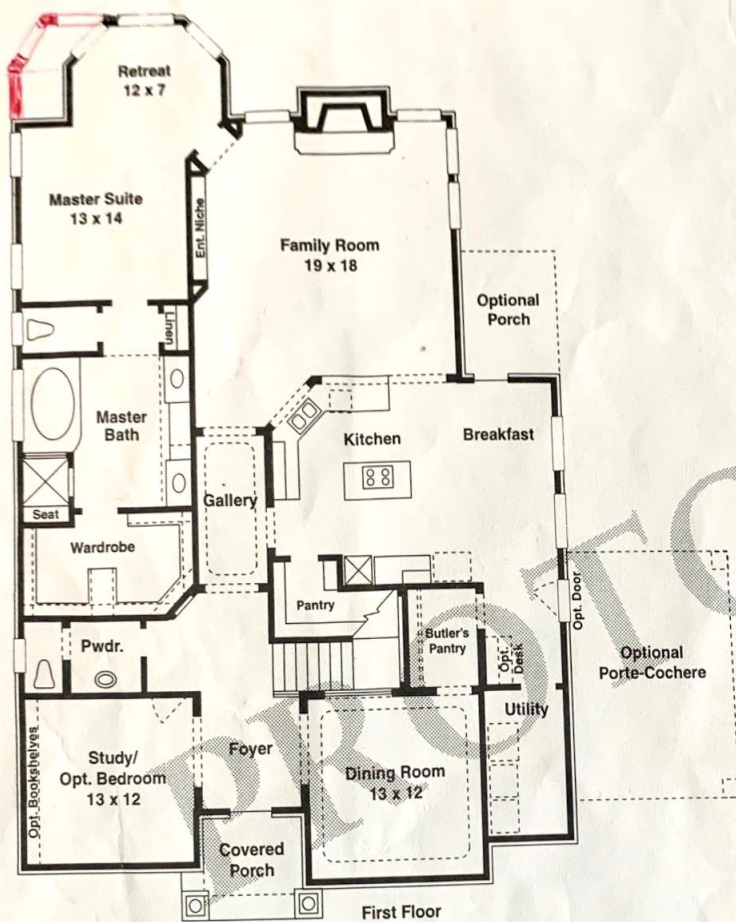 Retreat
12 x 7
Master Suite
13 x 14
Ent. Niche
Family Room
19 x 18
Optional
Porch
Linen
Master
Bath
Kitchen
Breakfast
Gallery
Seat
Wardrobe
Pantry
Butler's
Pantry
Opt.
Desk
Opt. Door
Optional
Porte-Cochere
Pwdr.
Utility
Opt. Bookshelves
Study/
Opt. Bedroom
13 x 12
Foyer
Dining Room
13 x 12
Covered
Porch
First Floor
PROTO